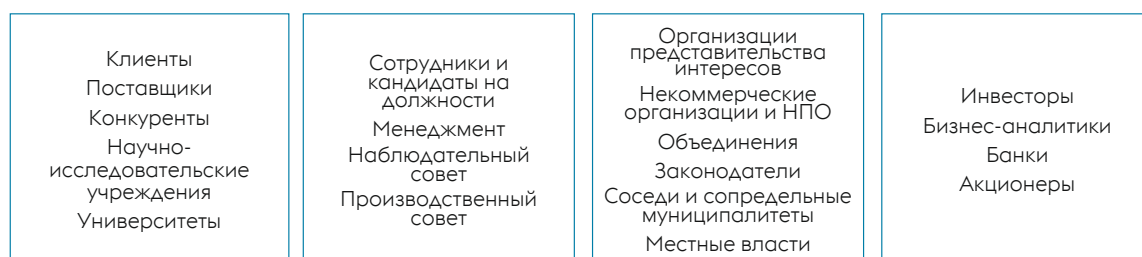 Клиенты
Поставщики
Конкуренты
Научно-
исследовательские
учреждения
Университеты
Сотрудники и
кандидаты на
должности
Менеджмент
Наблюдательный
совет
Производственный
совет
Организации
представительства
интересов
Некоммерческие
организации и НПО
Объединения
Законодатели
Соседи и сопредельные
муниципалитеты
Местные власти
Инвесторы
Бизнес-аналитики
Банки
Акционеры